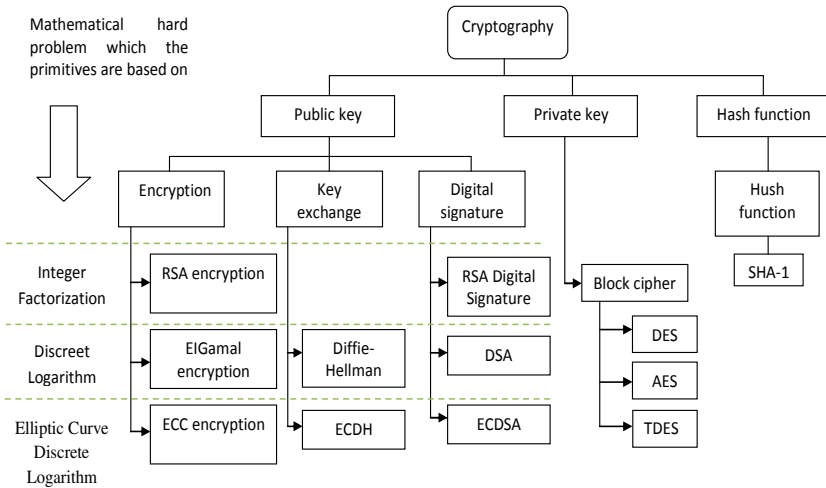 Mathematical hard
problem which the
primitives are based on
Cryptography
Public key
Private key
Hash function
Encryption
Key
exchange
Digital
signature
Hush
function
Integer
Factorization
RSA encryption
RSA Digital
Signature
Block cipher
SHA-1
Discreet
Logarithm
EIGamal
encryption
Diffie-
Hellman
DSA
DES
AES
Elliptic Curve
Discrete
Logarithm
ECC encryption
ECDH
ECDSA
TDES